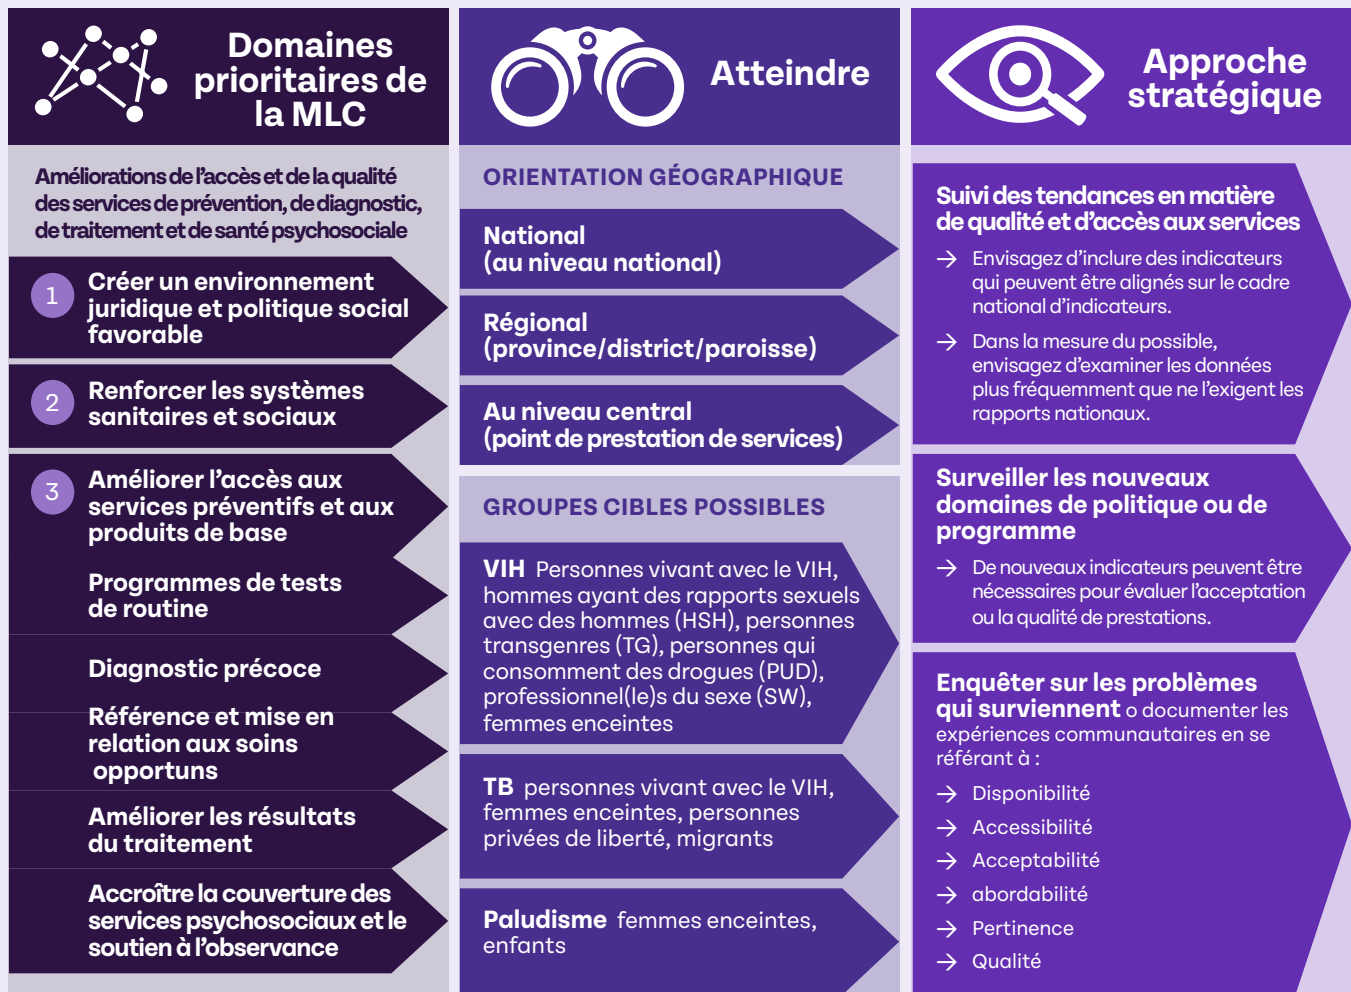 Domaines
prioritaires de
la MLC
Améliorations de l’accès et de la qualité
des services de prévention, de diagnostic,
de traitement et de santé psychosociale
1
Créer un environnement
juridique et politique social
favorable
2
Renforcer les systèmes
sanitaires et sociaux
3
Améliorer l’accès aux
services préventifs et aux
produits de base
Programmes de tests
de routine
Diagnostic précoce
Référence et mise en
relation aux soins
opportuns
Améliorer les résultats
du traitement
Accroître la couverture des
services psychosociaux et le
soutien à l’observance
Atteindre
ORIENTATION GÉOGRAPHIQUE
National
(au niveau national)
Régional
(province/district/paroisse)
Au niveau central
(point de prestation de services)
GROUPES CIBLES POSSIBLES
VIH Personnes vivant avec le VIH,
hommes ayant des rapports sexuels
avec des hommes (HSH), personnes
transgenres (TG), personnes qui
consomment des drogues (PUD),
professionnel(le)s du sexe (SW),
femmes enceintes
TB personnes vivant avec le VIH,
femmes enceintes, personnes
privées de liberté, migrants
Paludisme femmes enceintes,
enfants
Approche
stratégique
Suivi des tendances en matière
de qualité et d’accès aux services
→ Envisagez d’inclure des indicateurs
qui peuvent être alignés sur le cadre
national d’indicateurs.
→ Dans la mesure du possible,
envisagez d’examiner les données
plus fréquemment que ne l’exigent les
rapports nationaux.
Surveiller les nouveaux
domaines de politique ou de
programme
→ De nouveaux indicateurs peuvent être
nécessaires pour évaluer l’acceptation
ou la qualité de prestations.
Enquêter sur les problèmes
qui surviennent o documenter les
expériences communautaires en se
référant à :
→ Disponibilité
→ Accessibilité
→ Acceptabilité
→ abordabilité
→ Pertinence
→ Qualité